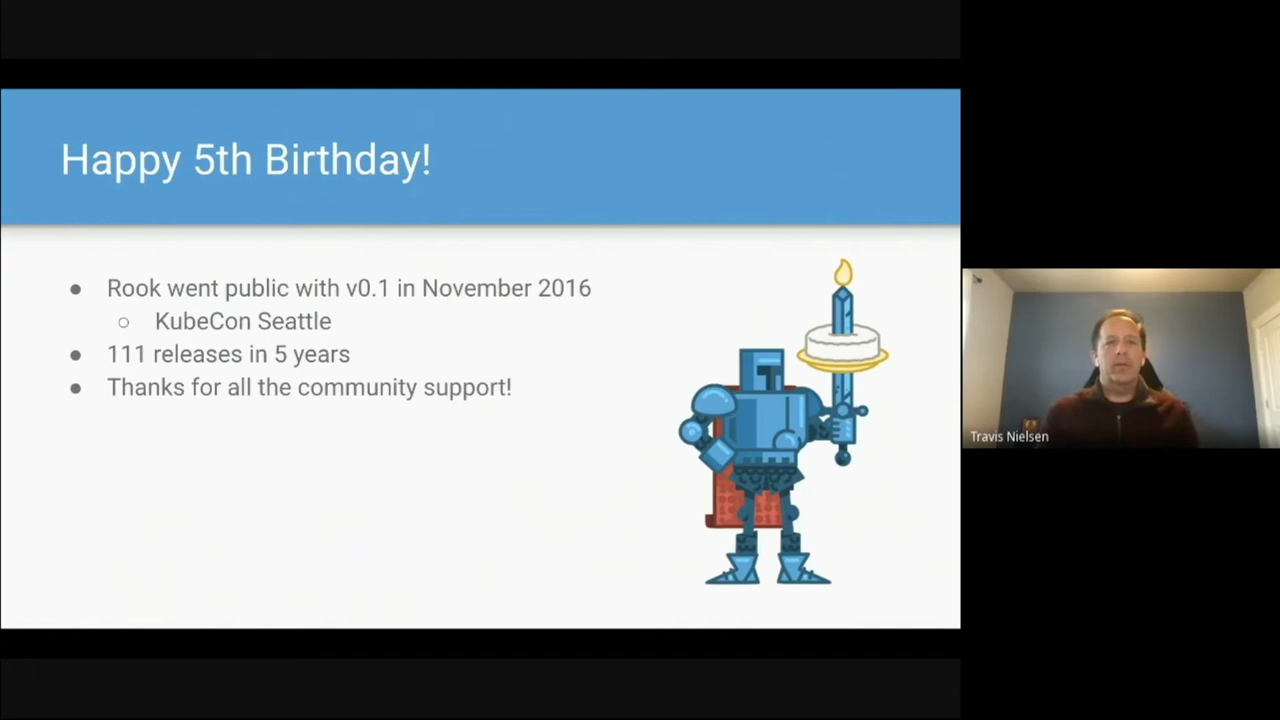 Happy 5th Birthday!
● Rook went public with v0.1 in November 2016
○ KubeCon Seattle
● 111 releases in 5 years
● Thanks for all the community support!
Travis Nielsen